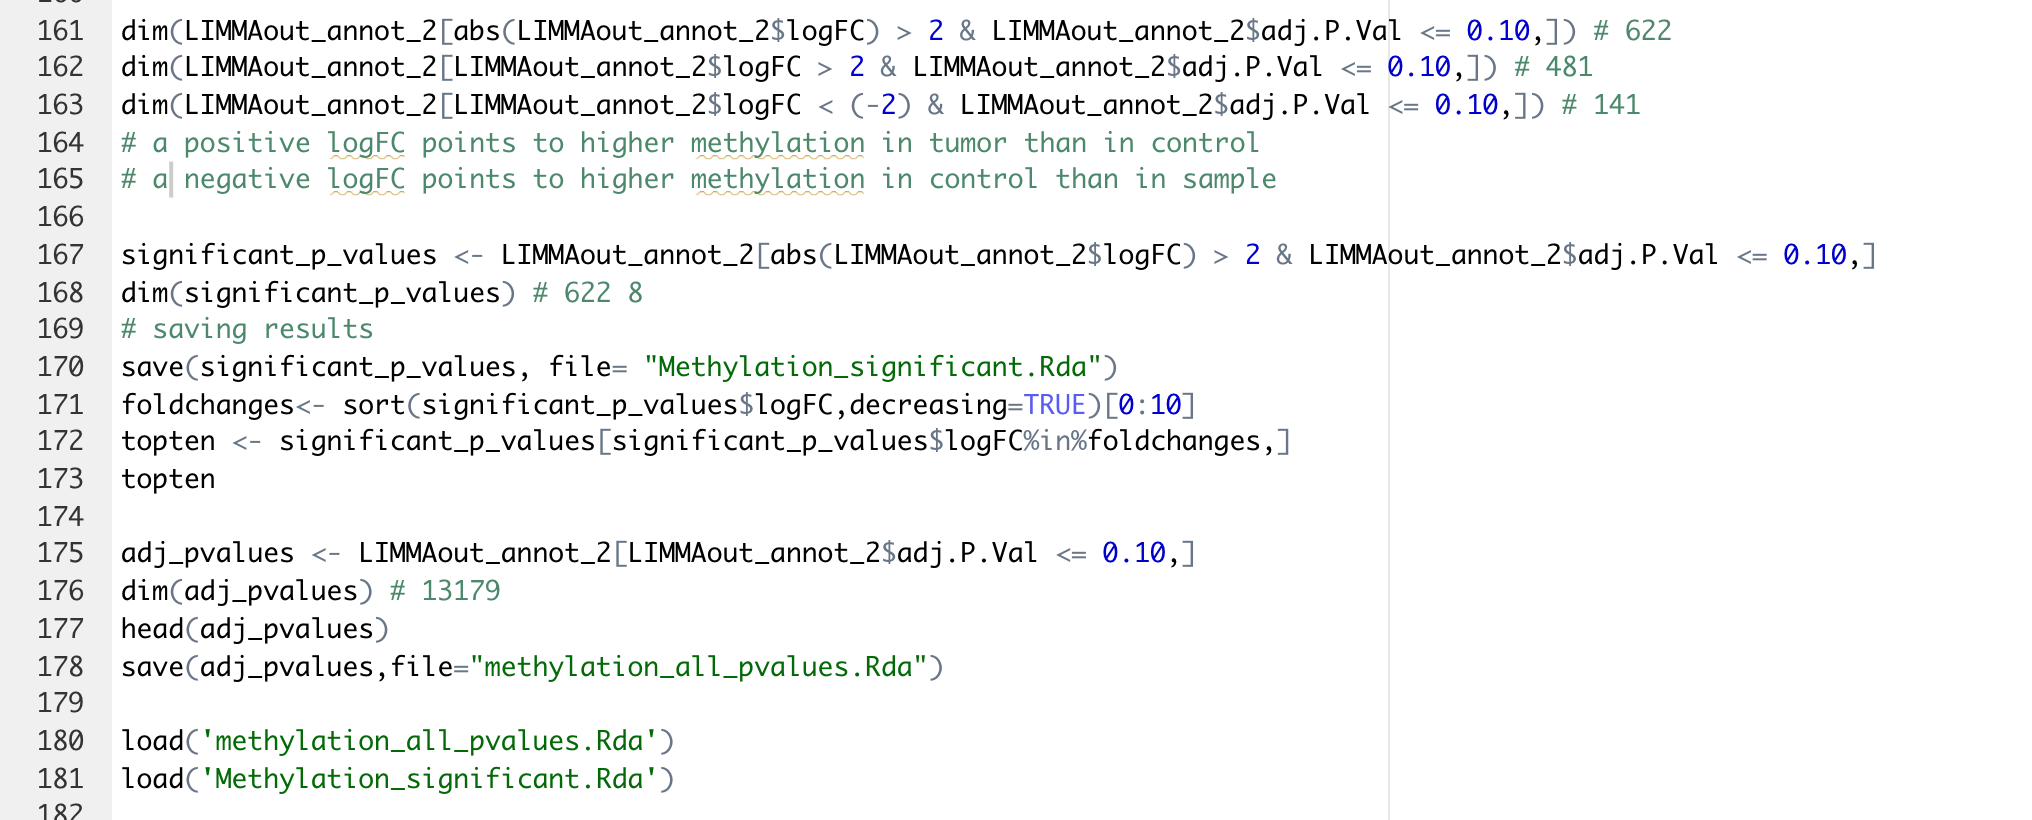 161 dim(LIMMAout_annot_2[abs(LIMMAout_annot_2$logFC) > 2 & LIMMAout_annot_2$adj.P.Val <= 0.10,]) # 622
162 dim(LIMMAout_annot_2[LIMMAout_annot_2$logFC > 2 & LIMMAout_annot_2$adj.P.Val <= 0.10,]) # 481
163 dim(LIMMAout_annot_2[LIMMAout_annot_2$logFC < (-2) & LIMMAout_annot_2$adj.P.Val <= 0.10,]) # 141
164 # a positive logFC points to higher methylation in tumor than in control
165 # a negative logFC points to higher methylation in control than in sample
166
167 significant_p_values <- LIMMAout_annot_2[abs(LIMMAout_annot_2$logFC) > 2 & LIMMAout_annot_2$adj.P.Val <= 0.10,]
168 dim(significant_p_values) # 622 8
169 # saving results
170 save(significant_p_values, file= "Methylation_significant.Rda")
171 foldchanges<- sort(significant_p_values$logFC,decreasing=TRUE)[0:10]
172 topten <- significant_p_values[significant_p_values$logFC%in%foldchanges,]
173 topten
174
175 adj_pvalues <- LIMMAout_annot_2[LIMMAout_annot_2$adj.P.Val <= 0.10,]
176 dim(adj_pvalues) # 13179
177 head(adj_pvalues)
178 save(adj_pvalues,file="methylation_all_pvalues.Rda")
179
180 load('methylation_all_pvalues.Rda')
181 load('Methylation_significant.Rda')
182